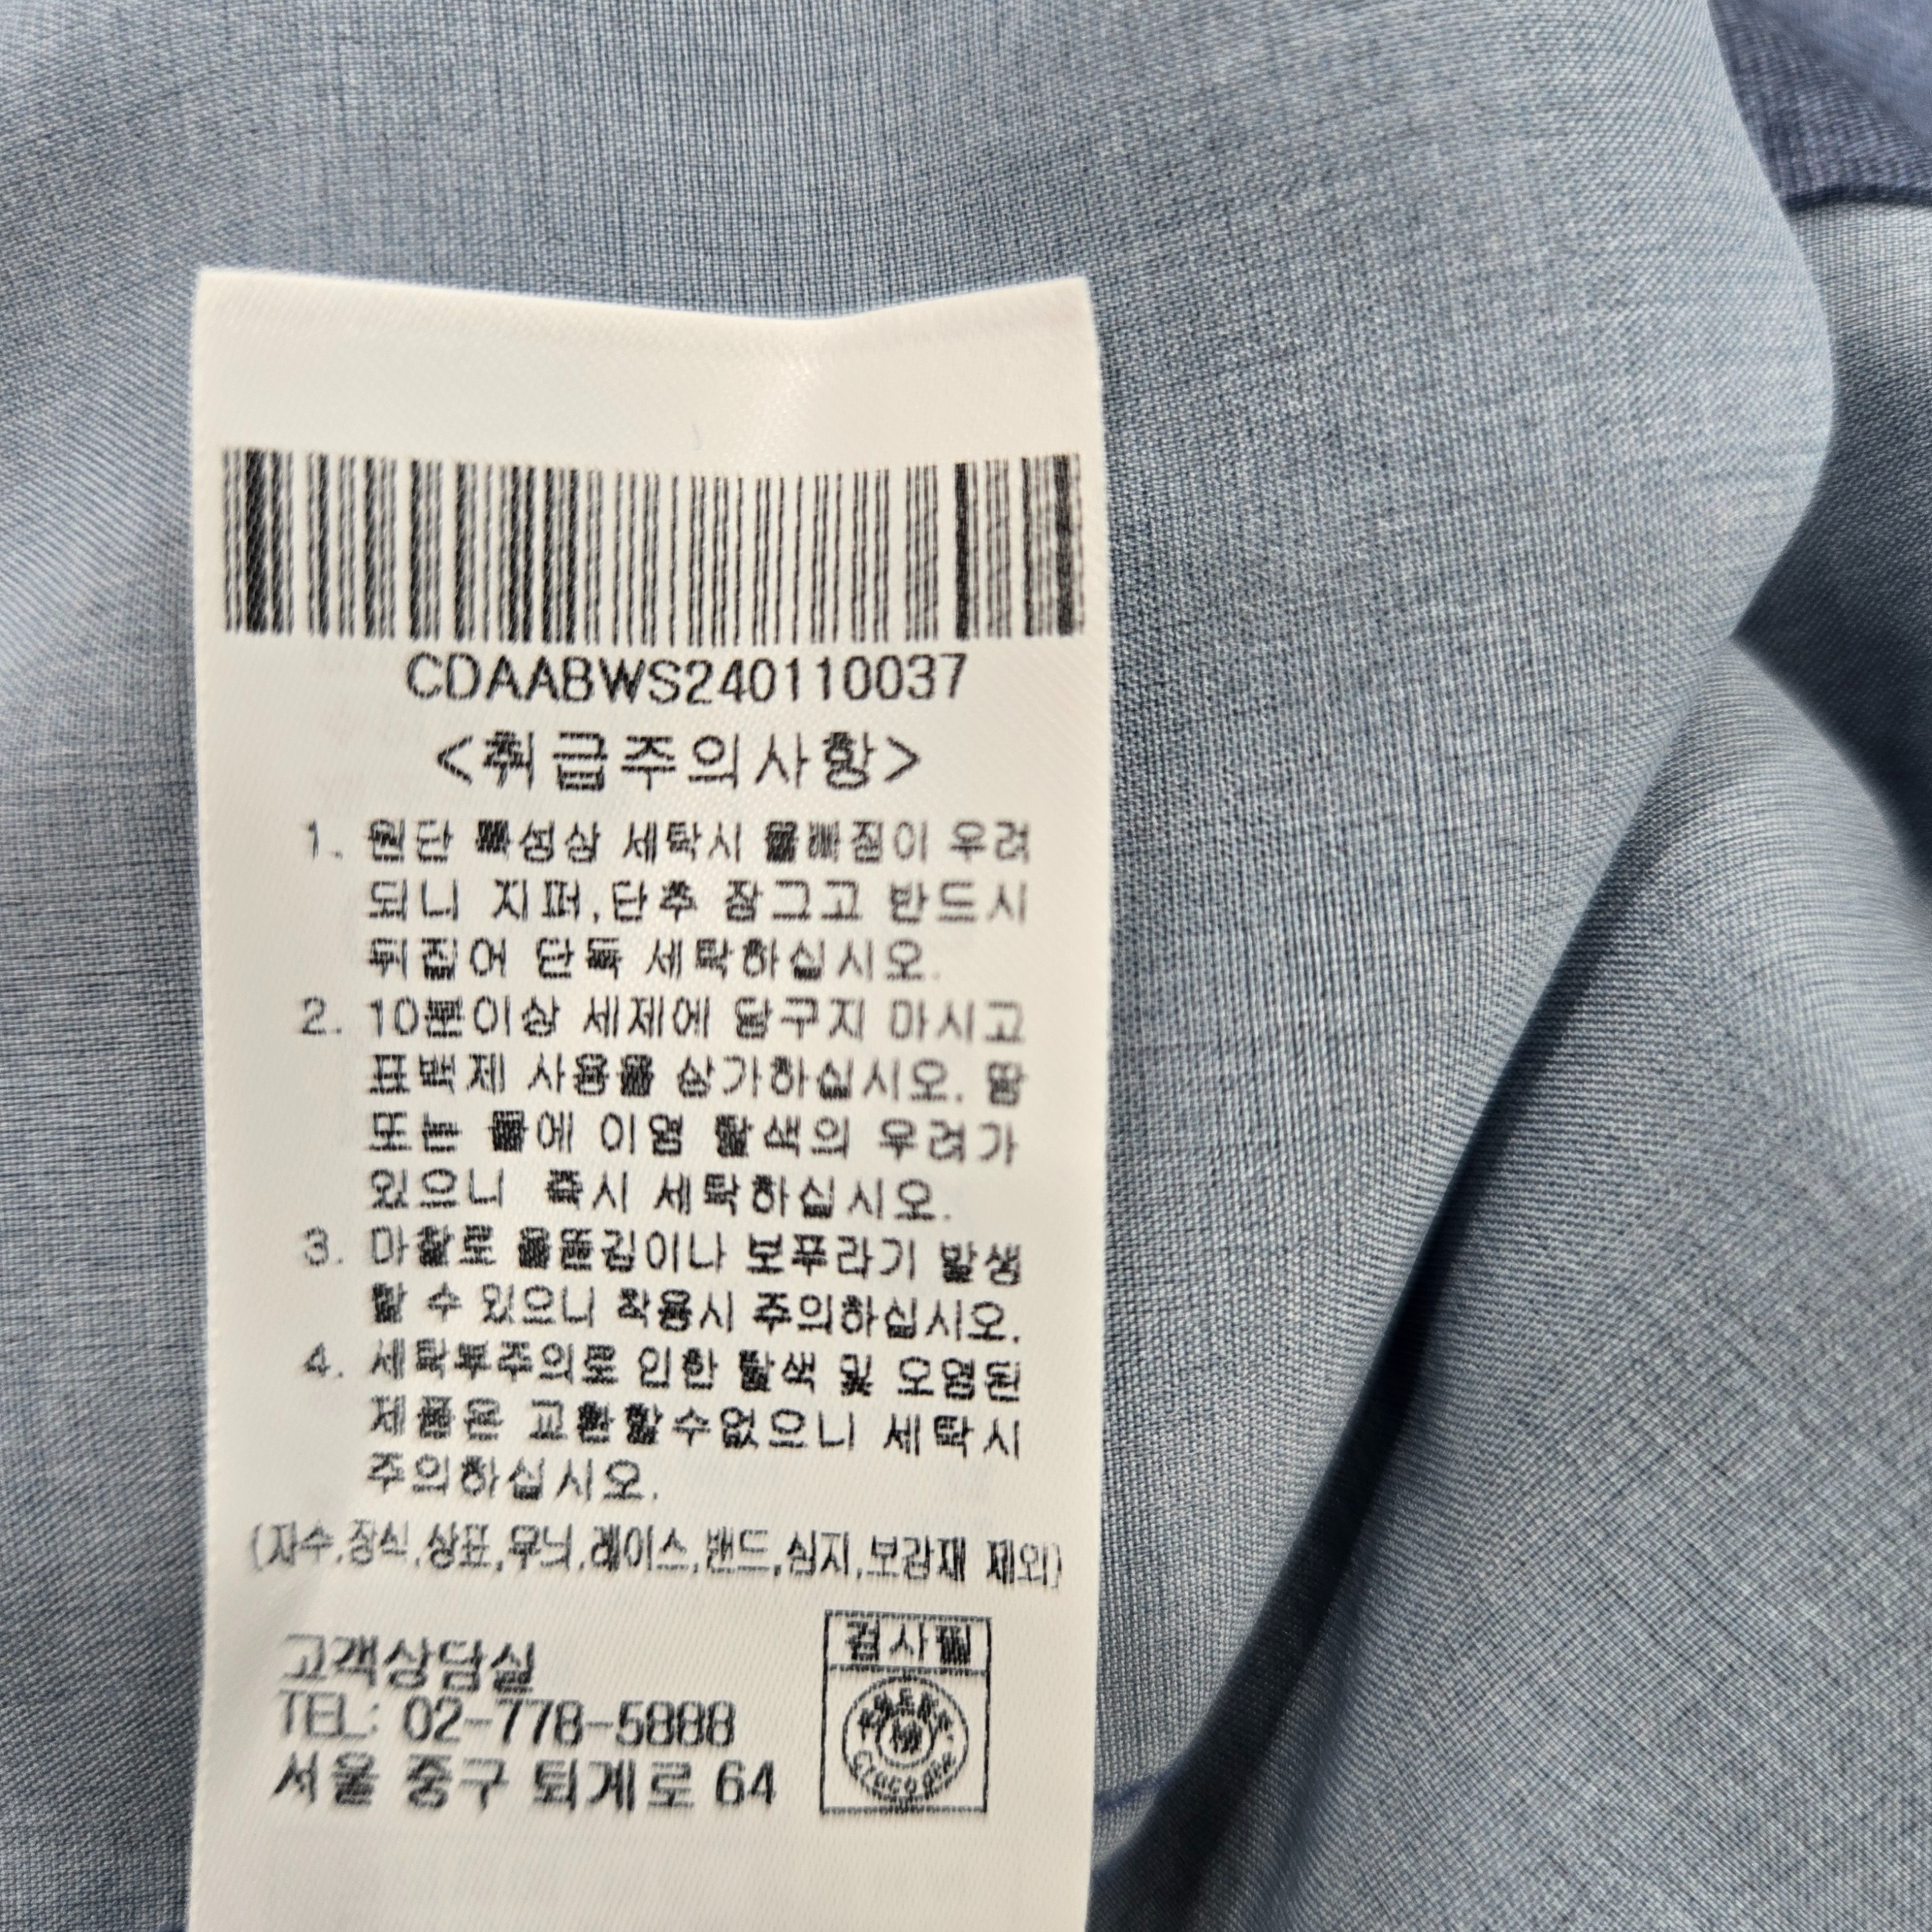 CDAABWS240110037
<취급주의사항>
1. 원단 특성상 세탁시 물빠짐이 우려
되니 지퍼,단추 잠그고 반드시
뒤집어 단독 세탁하십시오.
2. 10분이상 세제에 담구지 마시고
표백제 사용을 삼가하십시오. 땀
또는 물에 이염 탈색의 우려가
있으니 즉시 세탁하십시오.
3. 마찰로 올뜯김이나 보푸라기 발생
할 수 있으니 착용시 주의하십시오.
4. 세탁부주의로 인한 탈색 및 오염된
제품은 교환할수없으니 세탁시
주의하십시오.
(자수,장식,상표,무늬,레이스,밴드,심지,보강재 제외)
고객상담실
TEL: 02-778-5888
서울 중구 퇴계로 64
검사필
Crocodile